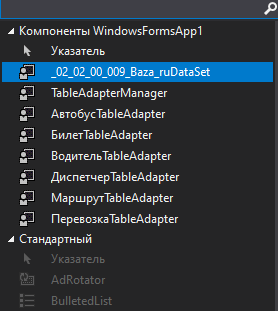 Компоненты WindowsFormsApp1
Указатель
_02_02_00_009_Baza_ruDataSet
TableAdapterManager
АвтобусTableAdapter
БилетTableAdapter
ВодительTableAdapter
ДиспетчерTableAdapter
МаршрутTableAdapter
ПеревозкаTableAdapter
Стандартный
Указатель
AdRotator
BulletedList